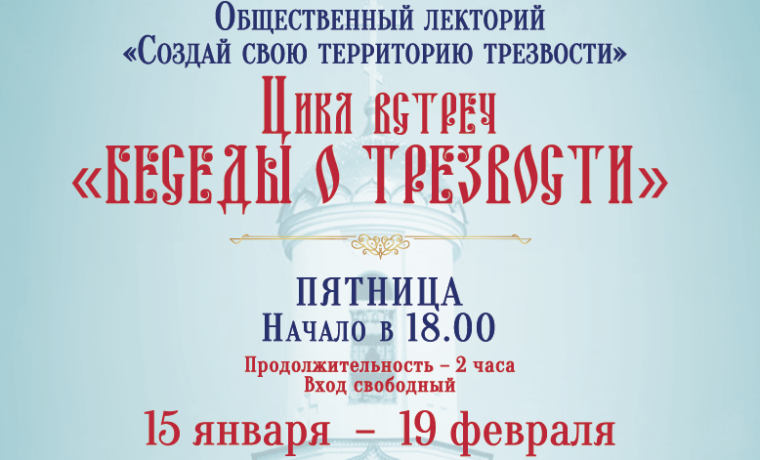 Общественный лекторий
«Создай свою территорию трезвости»
Цикл встреч
«БЕСЕДЫ О ТРЕЗВОСТИ»
ПЯТНИЦА
Начало в 18.00
Продолжительность – 2 часа
Вход свободный
15 января – 19 февраля